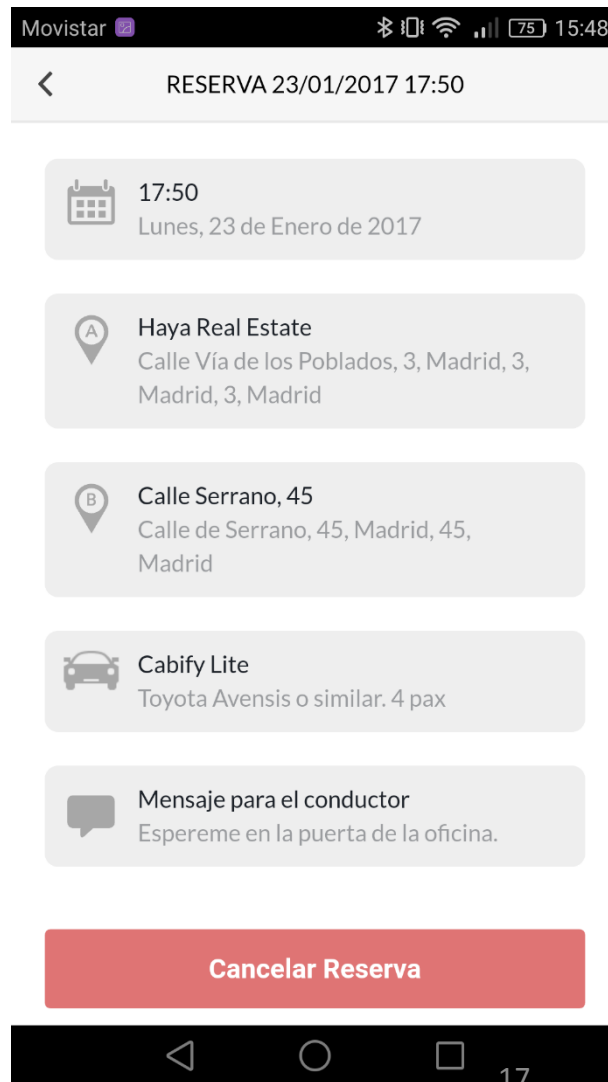 Movistar 75 15:48
RESERVA 23/01/2017 17:50
17:50
Lunes, 23 de Enero de 2017
A
Haya Real Estate
Calle Vía de los Poblados, 3, Madrid, 3,
Madrid, 3, Madrid
B
Calle Serrano, 45
Calle de Serrano, 45, Madrid, 45,
Madrid
Cabify Lite
Toyota Avensis o similar. 4 pax
Mensaje para el conductor
Espereme en la puerta de la oficina.
Cancelar Reserva
17